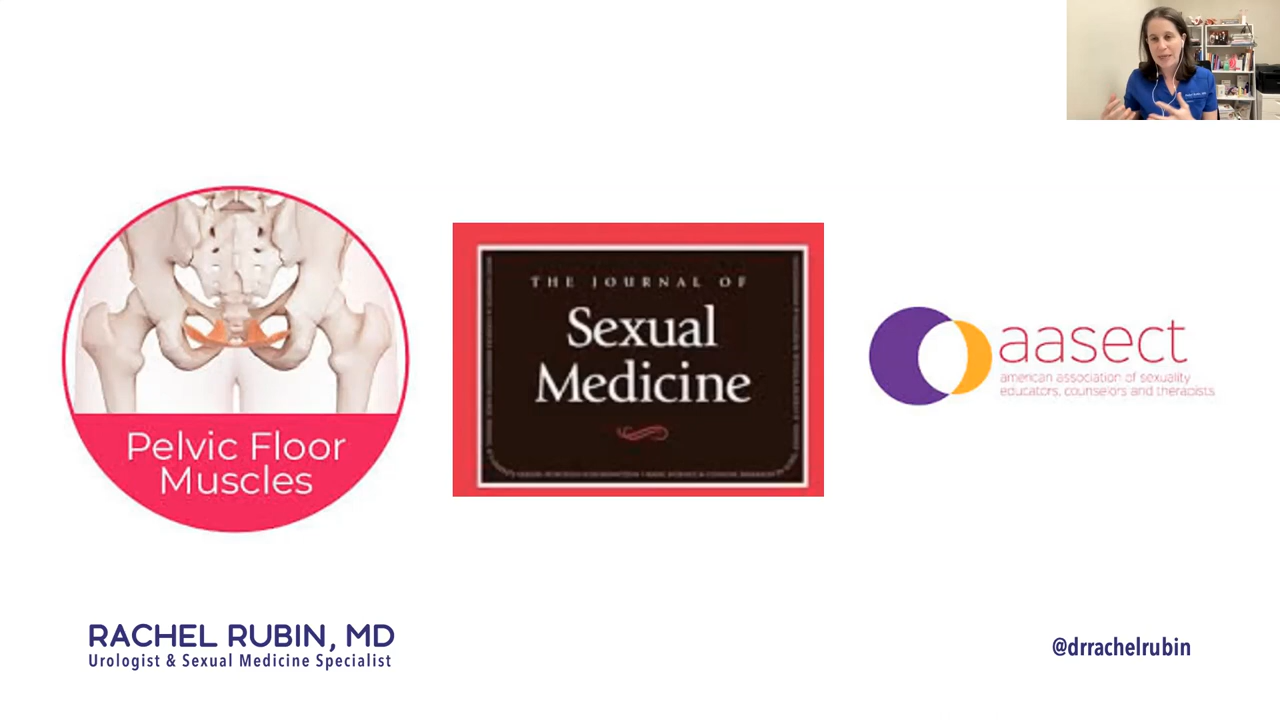 Pelvic Floor
Muscles
THE JOURNAL OF
Sexual
Medicine
aasect
american association of sexuality
educators, counselors and therapists
RACHEL RUBIN, MD
Urologist & Sexual Medicine Specialist
@drrachelrubin